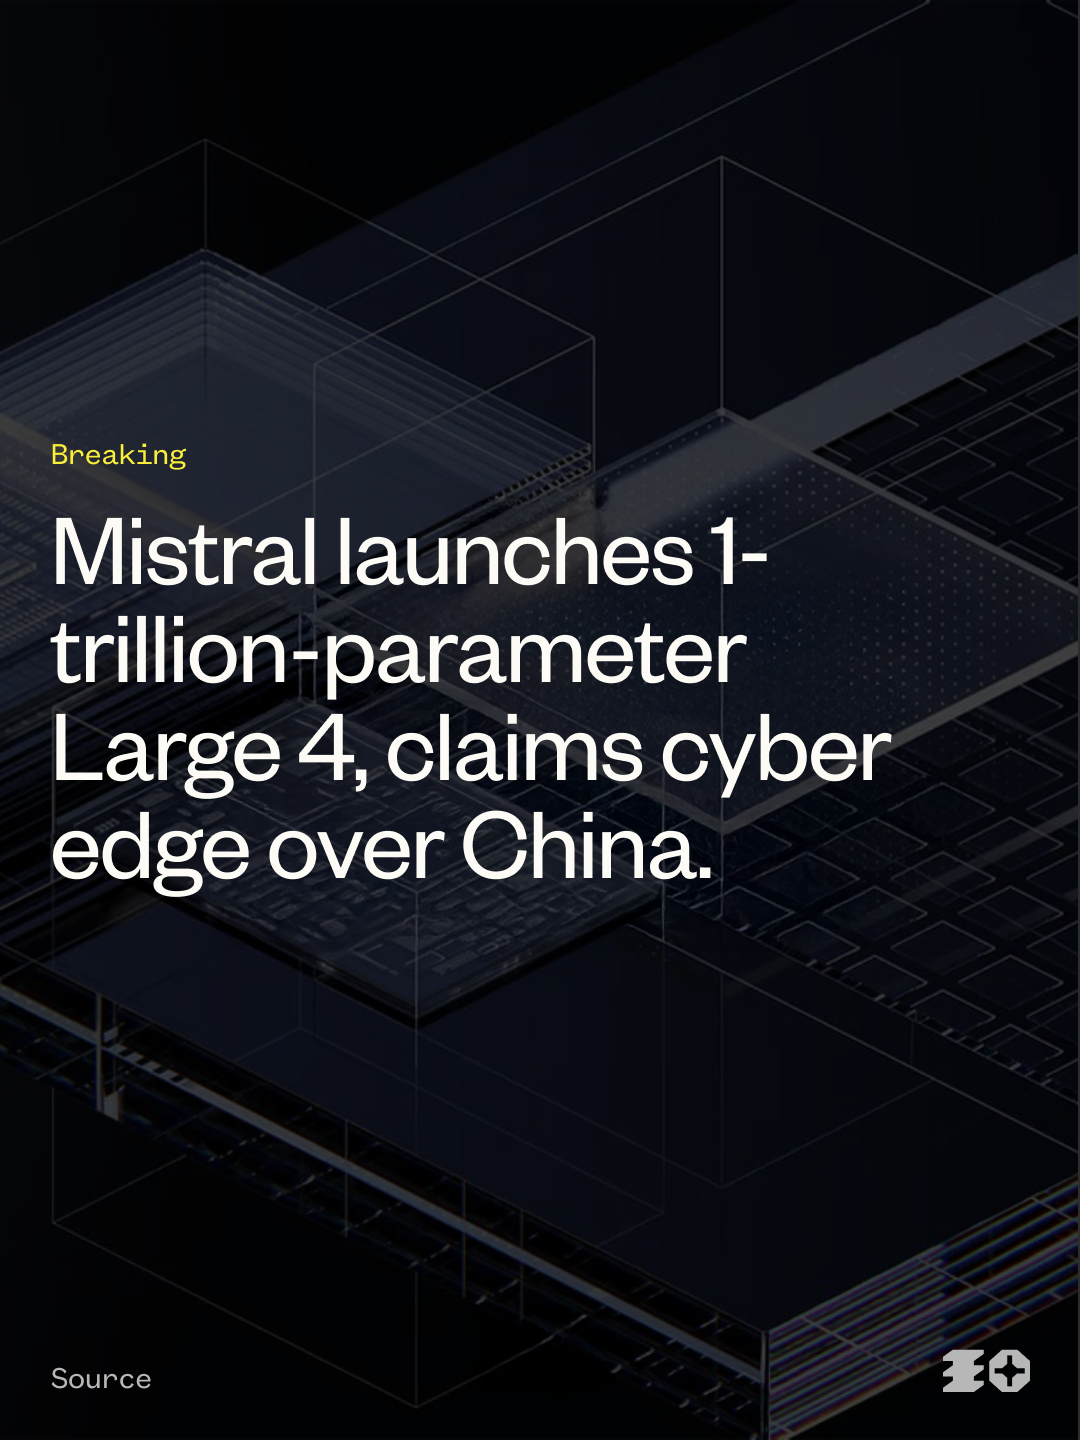 Breaking
Mistral launches 1-
trillion-parameter
Large 4, claims cyber
edge over China.
Source